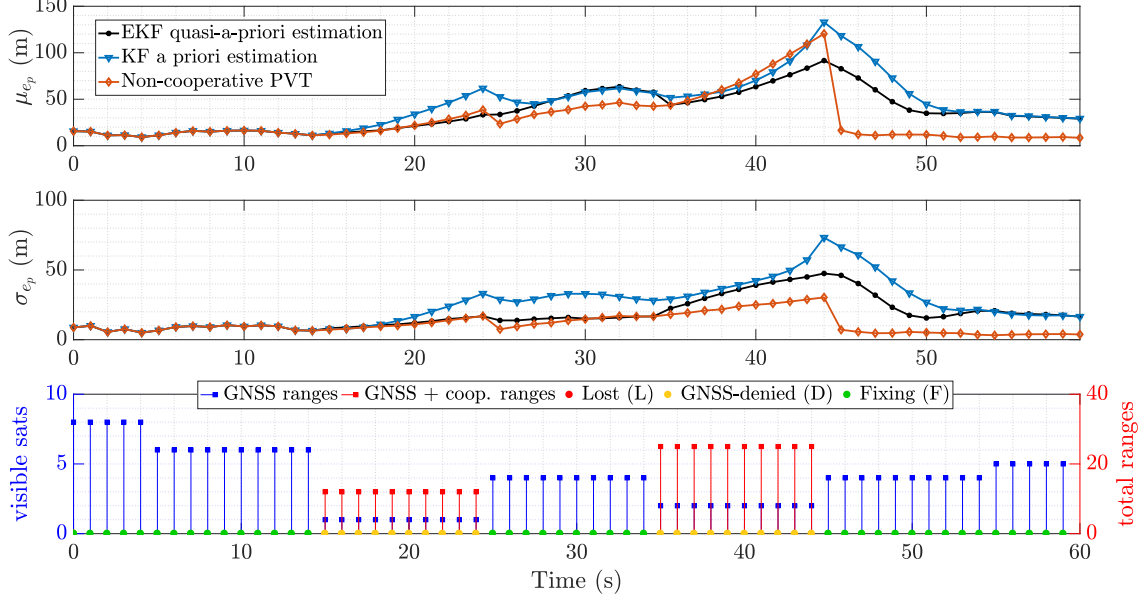 150
100
50
0
μ_{e_p} (m)
EKF quasi-a-priori estimation
KF a priori estimation
Non-cooperative PVT
0 10 20 30 40 50
100
50
0
σ_{e_p} (m)
0 10 20 30 40 50
GNSS ranges GNSS + coop. ranges Lost (L) GNSS-denied (D) Fixing (F)
10
5
0
visible sats
40
20
0
total ranges
0 10 20 30 40 50 60
Time (s)